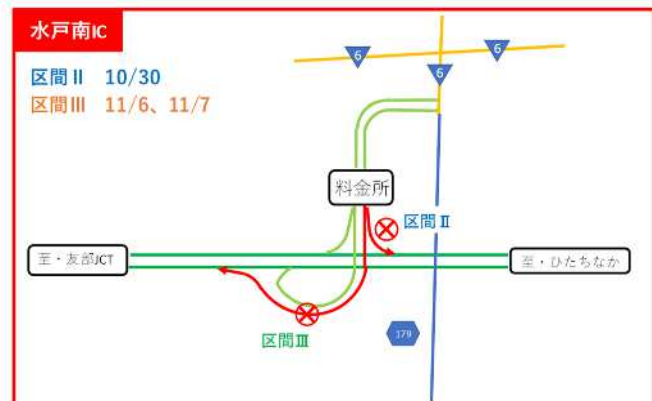 水戸南IC
区間Ⅱ 10/30
区間Ⅲ 11/6、11/7
6
6
6
料金所
区間Ⅱ
至・友部JCT
至・ひたちなか
区間Ⅲ
179